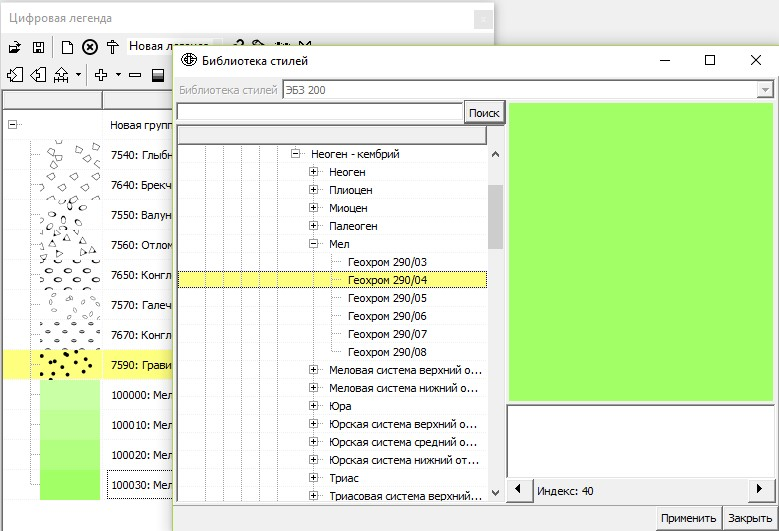 Цифровая легенда
Новая
Новая групп
7540: Глыбн
7640: Брекч
7550: Валун
7560: Отлом
7650: Конгл
7570: Галеч
7670: Конгл
7590: Грави
100000: Мел
100010: Мел
100020: Мел
100030: Мел
Библиотека стилей
Библиотека стилей ЭБЗ 200
Поиск
Неоген - кембрий
Неоген
Плиоцен
Миоцен
Палеоген
Мел
Геохром 290/03
Геохром 290/04
Геохром 290/05
Геохром 290/06
Геохром 290/07
Геохром 290/08
Меловая система верхний о...
Меловая система нижний от...
Юра
Юрская система верхний о...
Юрская система средний о...
Юрская система нижний от...
Триас
Триасовая система верхний...
Индекс: 40
Применить Закрыть